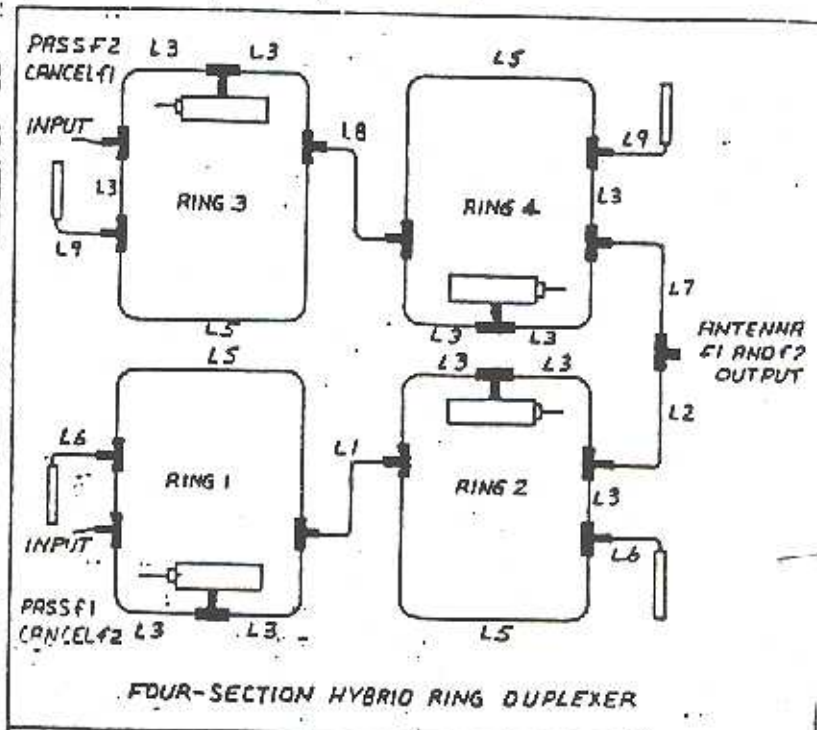 PASS F2
CANCEL f1
L3 L3
INPUT
L3
L9
RING 3
L5
L8
L5
L9
L3
RING 4
L3 L3
L7
ANTENNA
f1 AND f2
OUTPUT
L2
L5
L6
RING 1
INPUT
PASS f1
CANCEL f2
L3 L3
L1
L3 L3
RING 2
L3
L6
L5
FOUR-SECTION HYBRID RING DUPLEXER